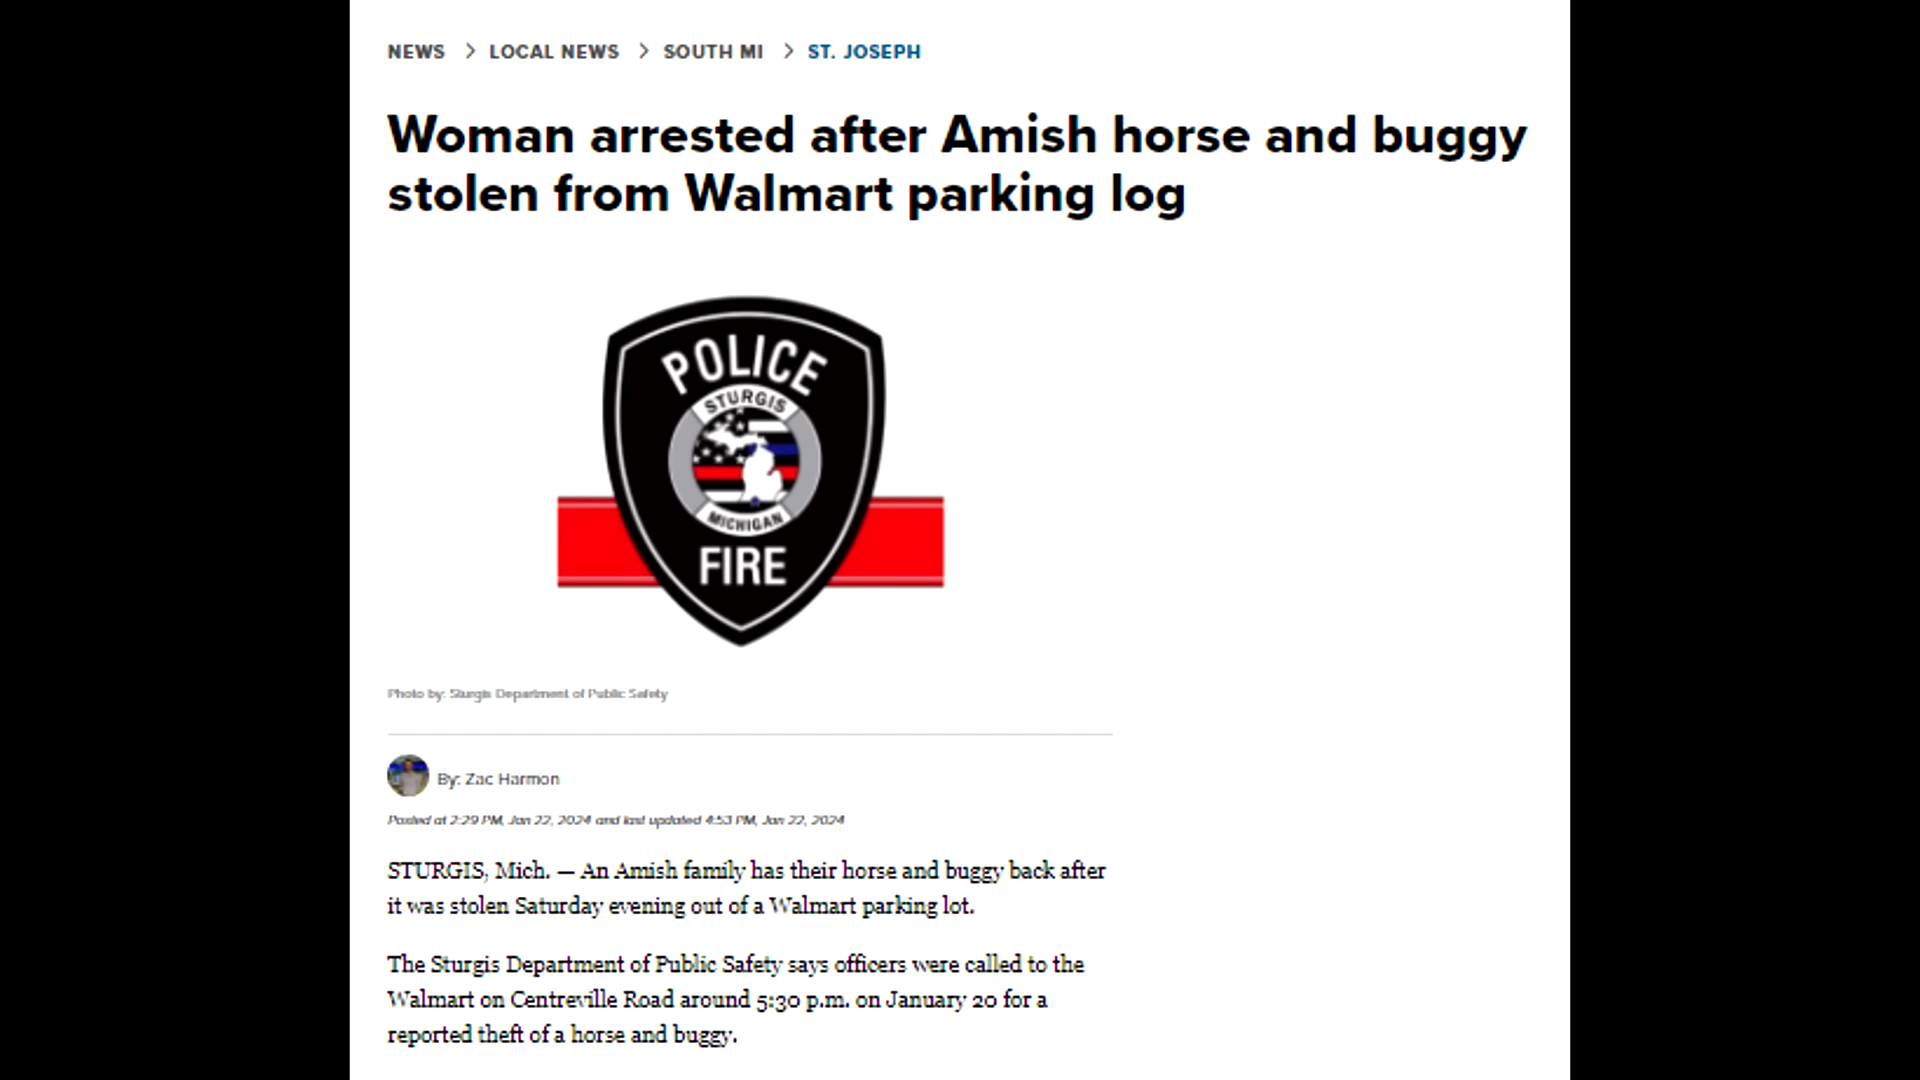 NEWS > LOCAL NEWS > SOUTH MI > ST. JOSEPH
Woman arrested after Amish horse and buggy
stolen from Walmart parking log
POLICE
STURGIS
MICHIGAN
FIRE
Photo by: Sturgis Department of Public Safety
By: Zac Harmon
Posted at 2:29 PM, Jan 22, 2024 and last updated 4:53 PM, Jan 22, 2024
STURGIS, Mich. — An Amish family has their horse and buggy back after
it was stolen Saturday evening out of a Walmart parking lot.
The Sturgis Department of Public Safety says officers were called to the
Walmart on Centreville Road around 5:30 p.m. on January 20 for a
reported theft of a horse and buggy.